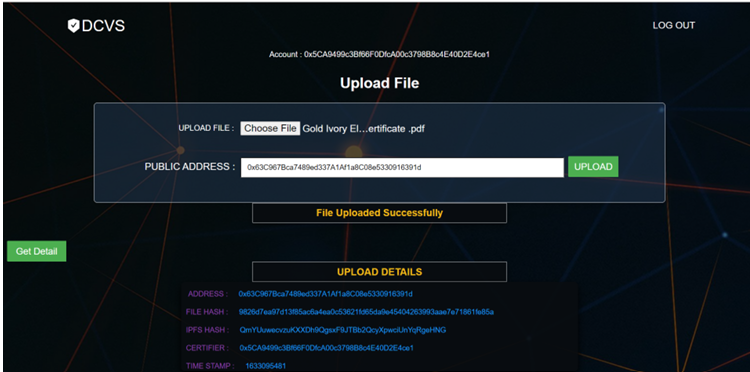 DCVS
LOG OUT
Account : 0x5CA9499c3Bf66F0DfcA00c3798B8c4E40D2E4ce1
Upload File
UPLOAD FILE : Choose File Gold Ivory El...ertificate .pdf
PUBLIC ADDRESS : 0x63C967Bca7489ed337A1Af1a8C08e5330916391d UPLOAD
File Uploaded Successfully
Get Detail
UPLOAD DETAILS
ADDRESS : 0x63C967Bca7489ed337A1Af1a8C08e5330916391d
FILE HASH : 9826d7ea97d13f85ac6a4ea0c53621fd65da9e45404263993aae7e71861fe85a
IPFS HASH : QmYUuwecvzuKXXDh9QgsxF9JTBb2QcyXpwciUnYqRgeHNG
CERTIFIER : 0x5CA9499c3Bf66F0DfcA00c3798B8c4E40D2E4ce1
TIME STAMP : 1633095481